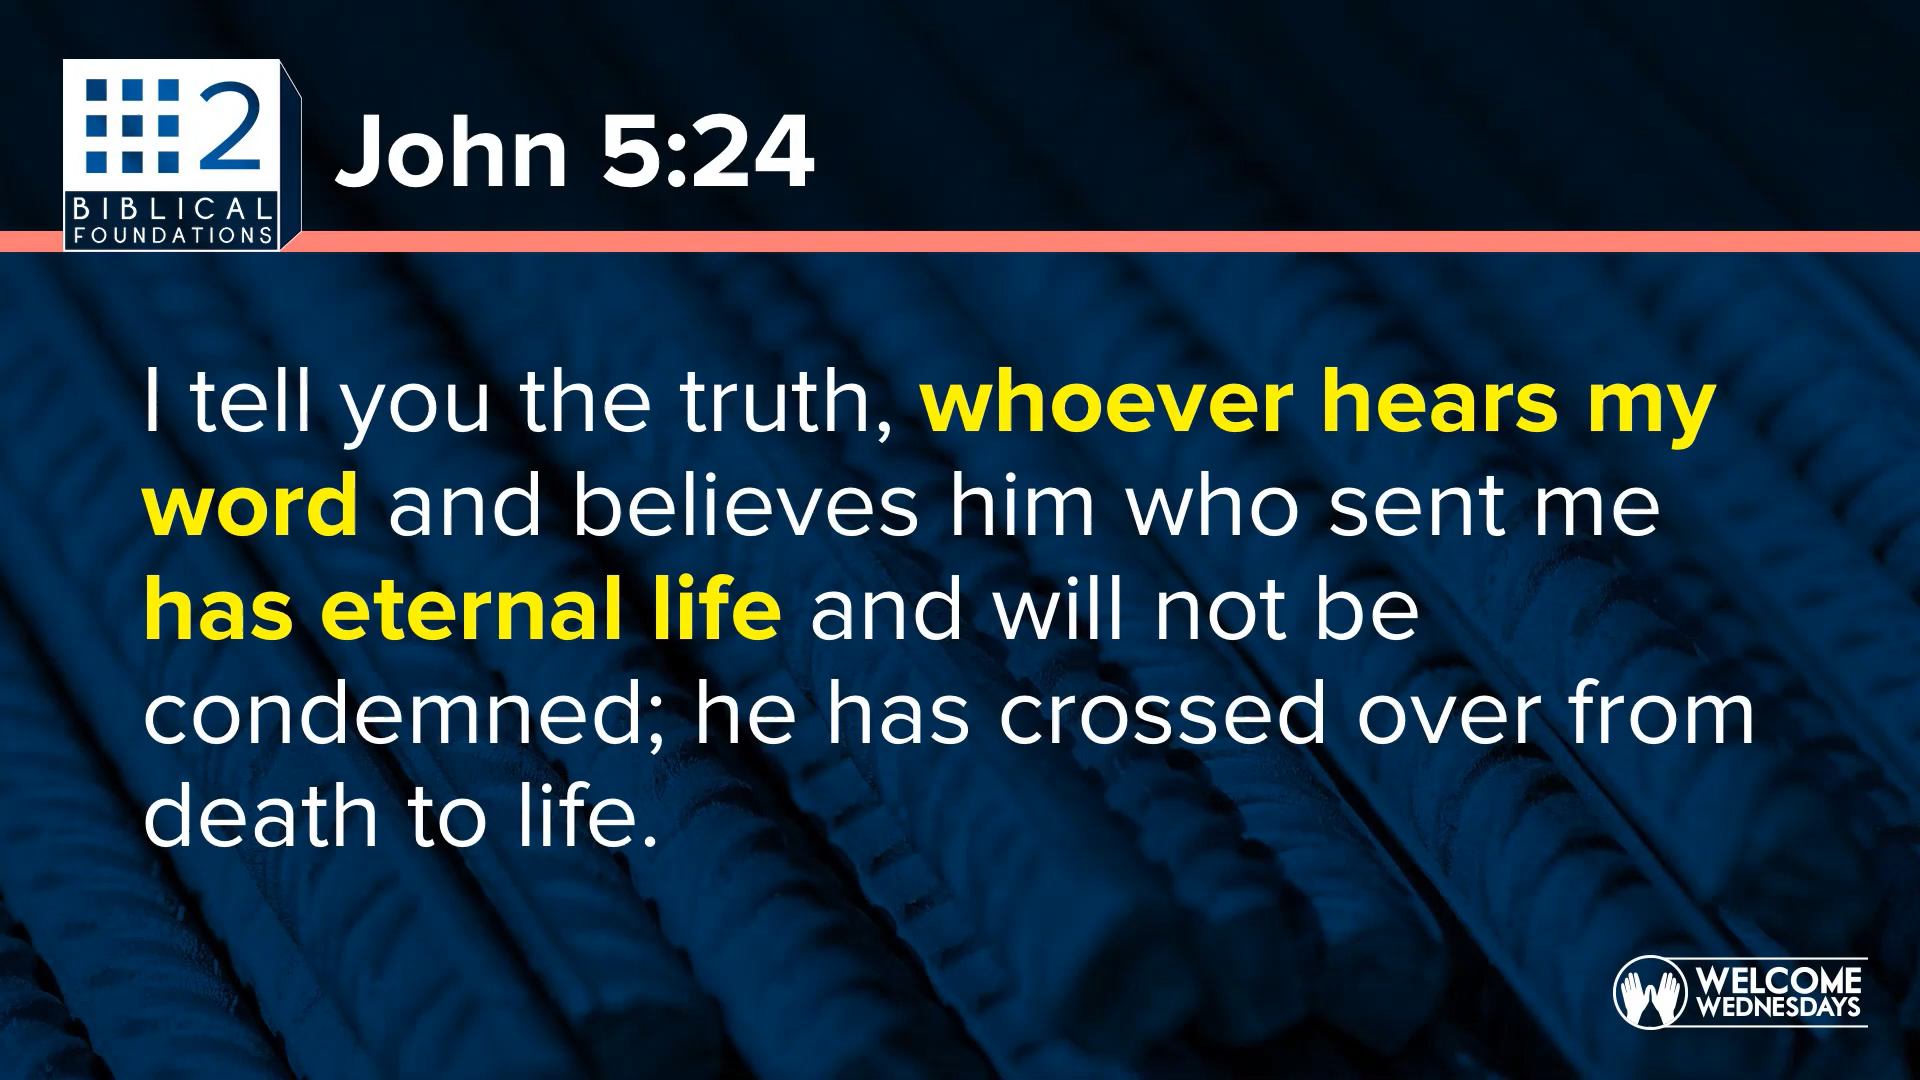 2
BIBLICAL
FOUNDATIONS
John 5:24
I tell you the truth, whoever hears my
word and believes him who sent me
has eternal life and will not be
condemned; he has crossed over from
death to life.
WELCOME
WEDNESDAYS